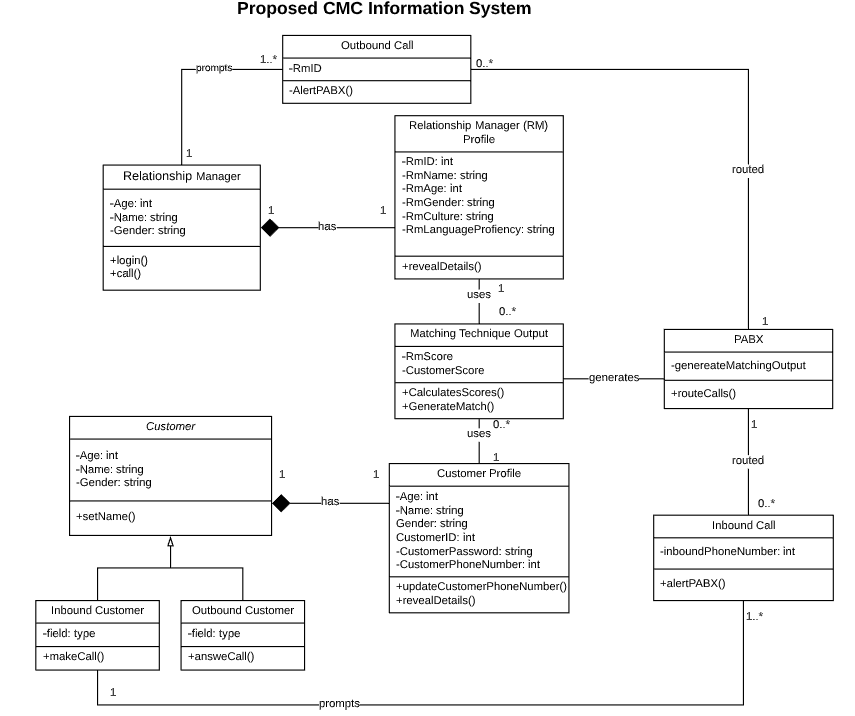 Proposed CMC Information System
Outbound Call
-RmID
-AlertPABX()
prompts
1..*
0..*
1
routed
Relationship Manager (RM)
Profile
-RmID: int
-RmName: string
-RmAge: int
-RmGender: string
-RmCulture: string
-RmLanguageProfiency: string
+revealDetails()
Relationship Manager
-Age: int
-Name: string
-Gender: string
+login()
+call()
1
has
1
uses
1
0..*
Matching Technique Output
-RmScore
-CustomerScore
+CalculatesScores()
+GenerateMatch()
generates
1
PABX
-genereateMatchingOutput
+routeCalls()
0..*
uses
1
1
routed
0..*
Customer
-Age: int
-Name: string
-Gender: string
+setName()
1
has
1
Customer Profile
-Age: int
-Name: string
Gender: string
CustomerID: int
-CustomerPassword: string
-CustomerPhoneNumber: int
+updateCustomerPhoneNumber()
+revealDetails()
Inbound Call
-inboundPhoneNumber: int
+alertPABX()
1..*
Inbound Customer
-field: type
+makeCall()
Outbound Customer
-field: type
+answeCall()
1
prompts